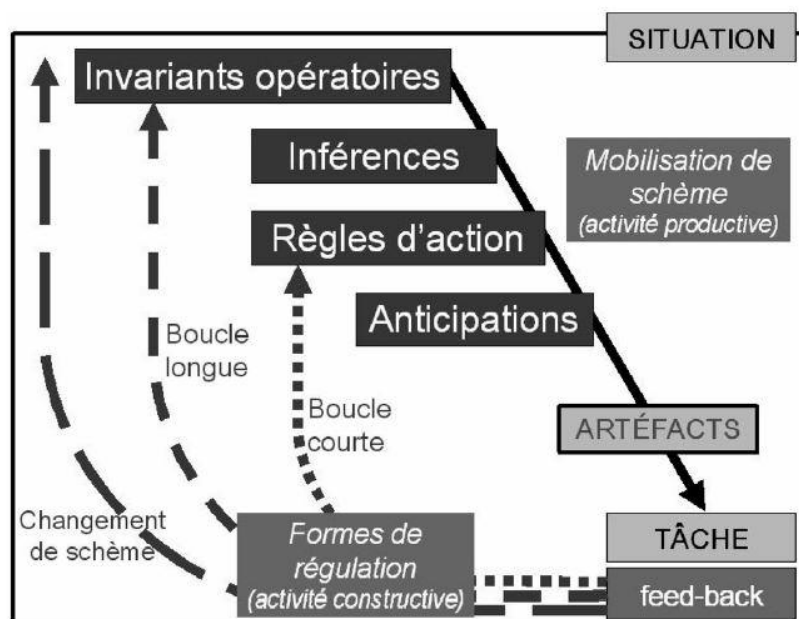 SITUATION
Invariants opératoires
Inférences
Mobilisation de
schème
(activité productive)
Règles d'action
Anticipations
Boucle
longue
Boucle
courte
ARTÉFACTS
Changement
de schème
Formes de
régulation
(activité constructive)
TÂCHE
feed-back